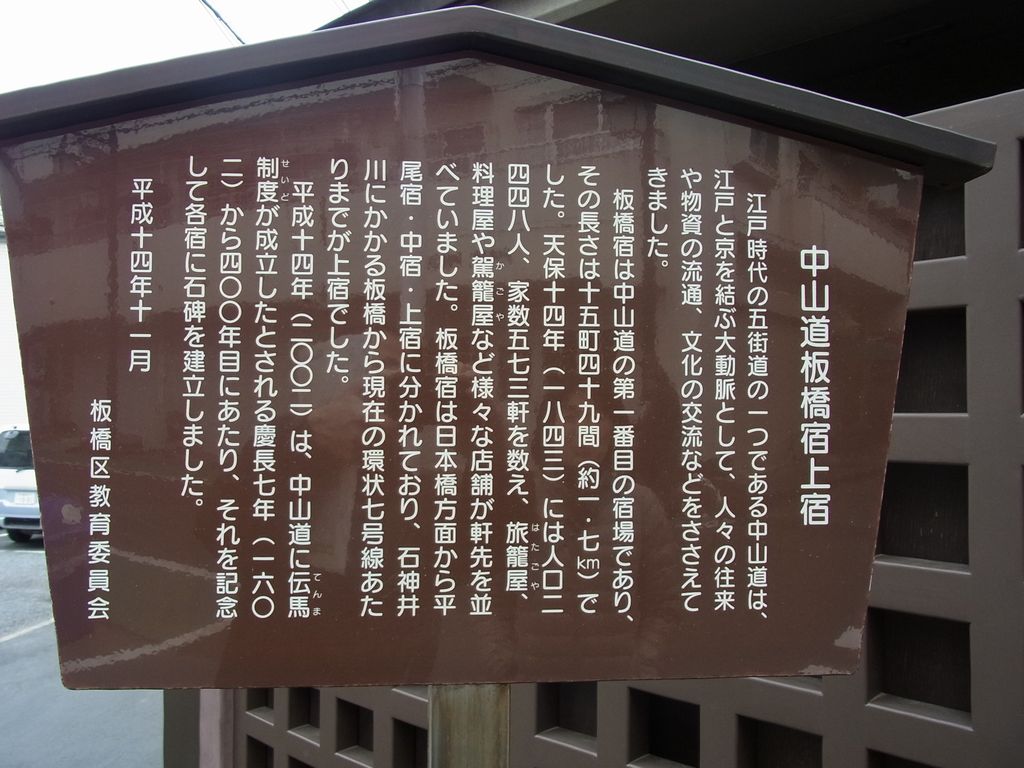 中山道板橋宿上宿
江戸時代の五街道の一つである中山道は、
江戸と京を結ぶ大動脈として、人々の往来
や物資の流通、文化の交流などをささえて
きました。
板橋宿は中山道の第一番目の宿場であり、
その長さは十五町四十九間（約一・七km）で
した。天保十四年（一八四三）には人口二
四四八人、家数五七三軒を数え、旅籠屋、
はたごや
料理屋や駕籠屋など様々な店舗が軒先を並
かごや
べていました。板橋宿は日本橋方面から平
尾宿・中宿・上宿に分かれており、石神井
川にかかる板橋から現在の環状七号線あた
りまでが上宿でした。
平成十四年（二〇〇二）は、中山道に伝馬
てんま
制度が成立したとされる慶長七年（一六〇
せいど
二）から四〇〇年目にあたり、それを記念
して各宿に石碑を建立しました。
平成十四年十一月
板橋区教育委員会